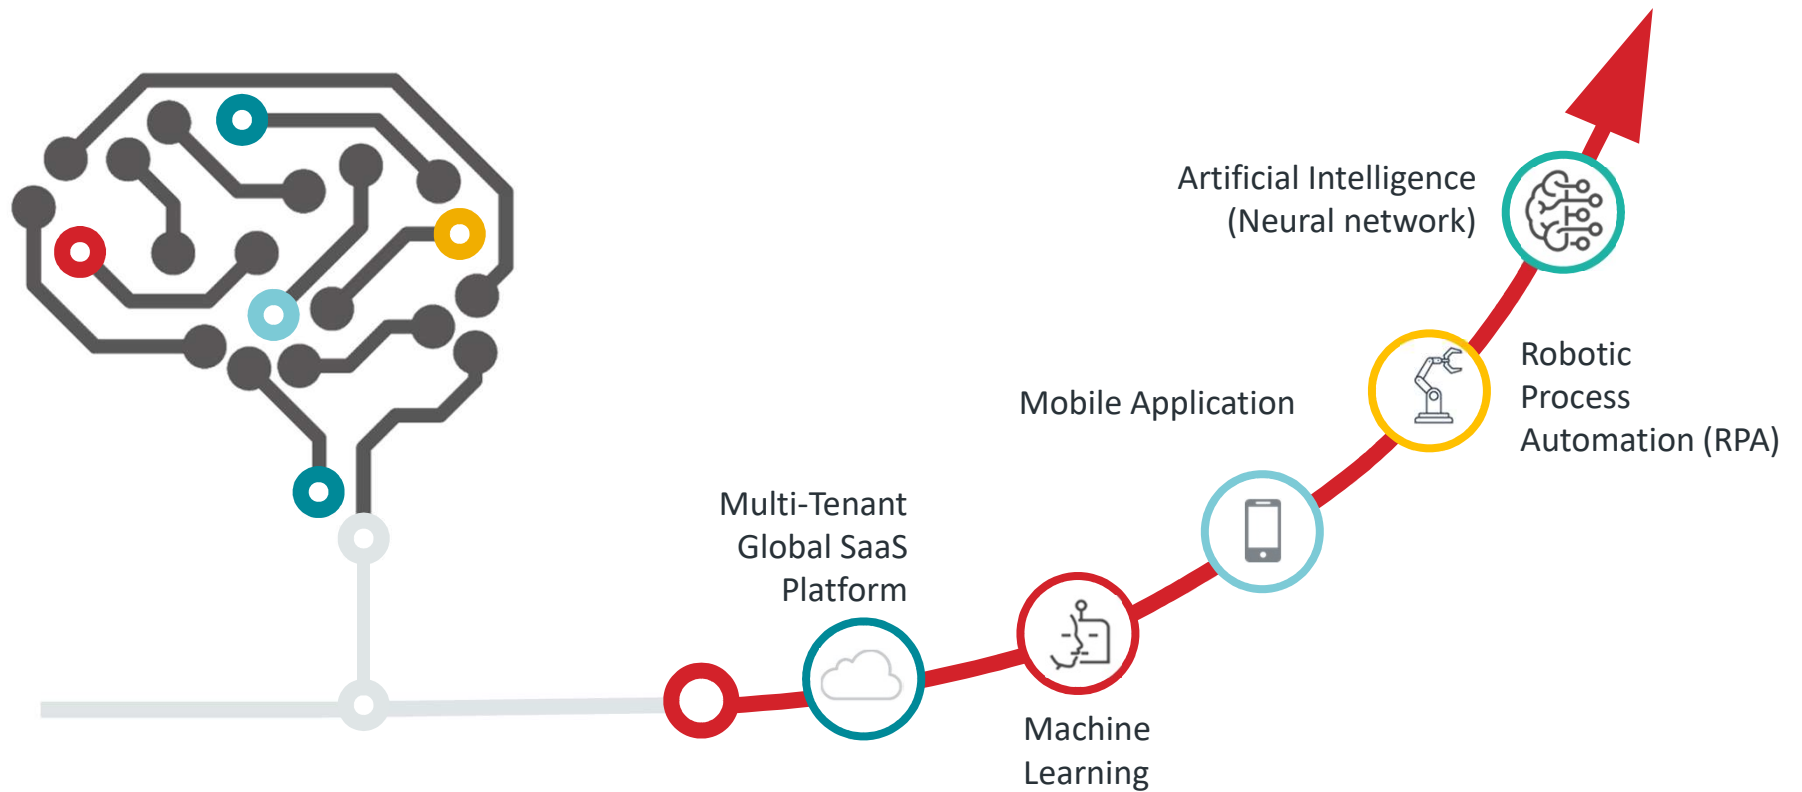 Artificial Intelligence
(Neural network)
Robotic
Process
Automation (RPA)
Mobile Application
Multi-Tenant
Global SaaS
Platform
Machine
Learning